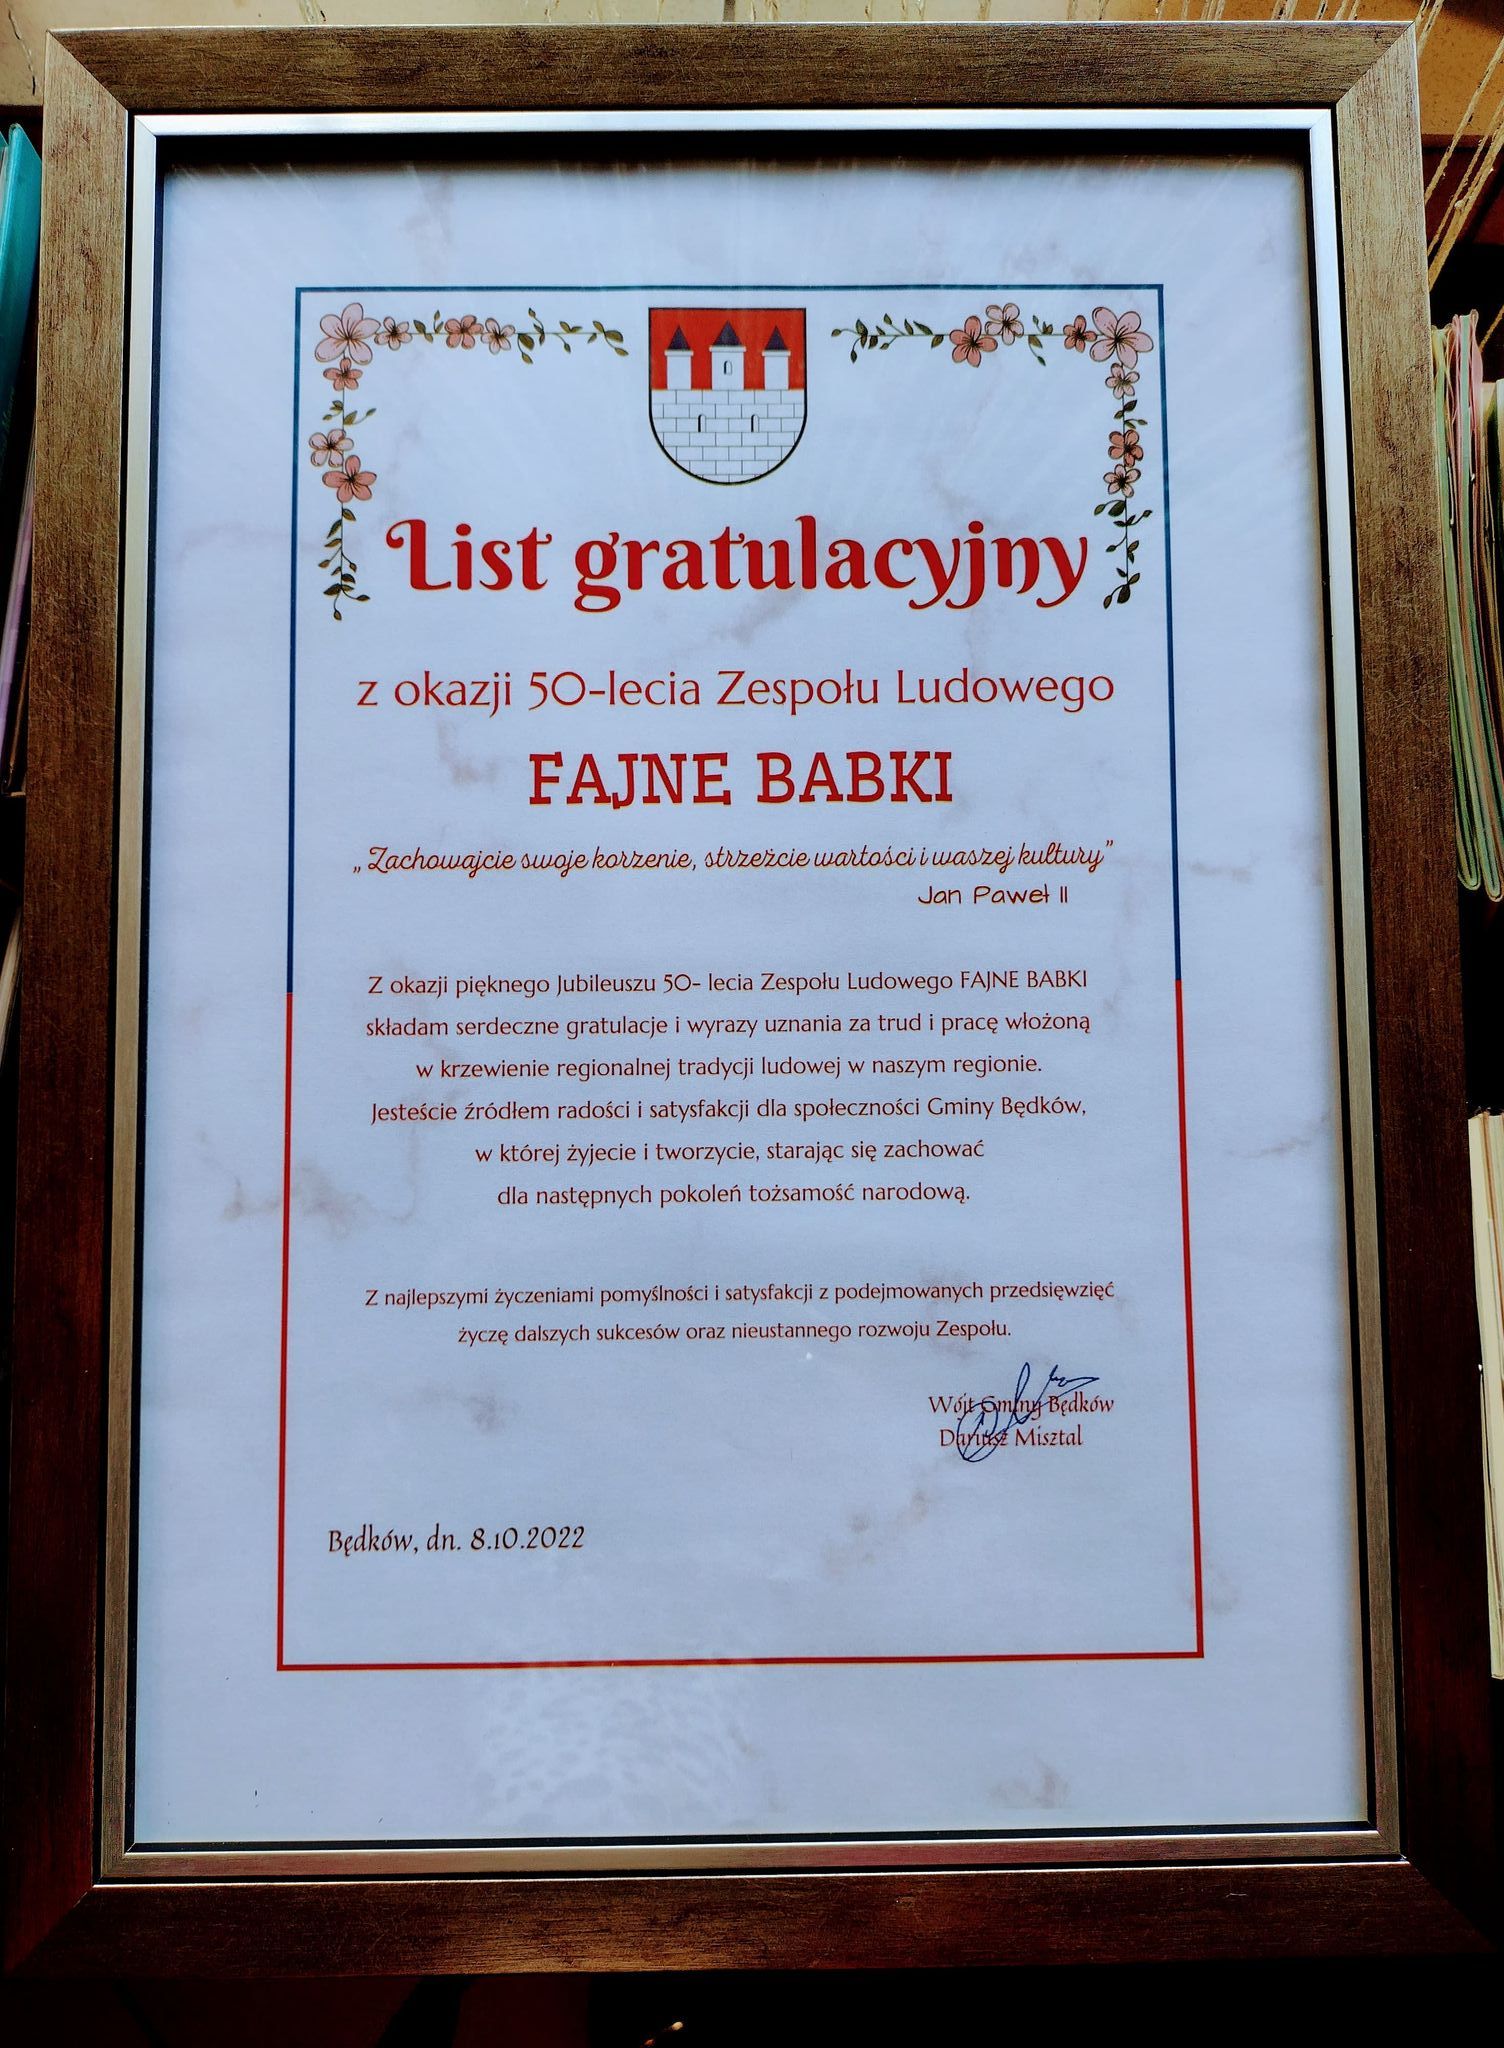 List gratulacyjny
z okazji 50-lecia Zespołu Ludowego
FAJNE BABKI
„Zachowajcie swoje korzenie, strzeżcie wartości i waszej kultury”
Jan Paweł II
Z okazji pięknego Jubileuszu 50- lecia Zespołu Ludowego FAJNE BABKI
składam serdeczne gratulacje i wyrazy uznania za trud i pracę włożoną
w krzewienie regionalnej tradycji ludowej w naszym regionie.
Jesteście źródłem radości i satysfakcji dla społeczności Gminy Będków,
w której żyjecie i tworzycie, starając się zachować
dla następnych pokoleń tożsamość narodową.
Z najlepszymi życzeniami pomyślności i satysfakcji z podejmowanych przedsięwzięć
życzę dalszych sukcesów oraz nieustannego rozwoju Zespołu.
Wójt Gminy Będków
Dariusz Misztal
Będków, dn. 8.10.2022